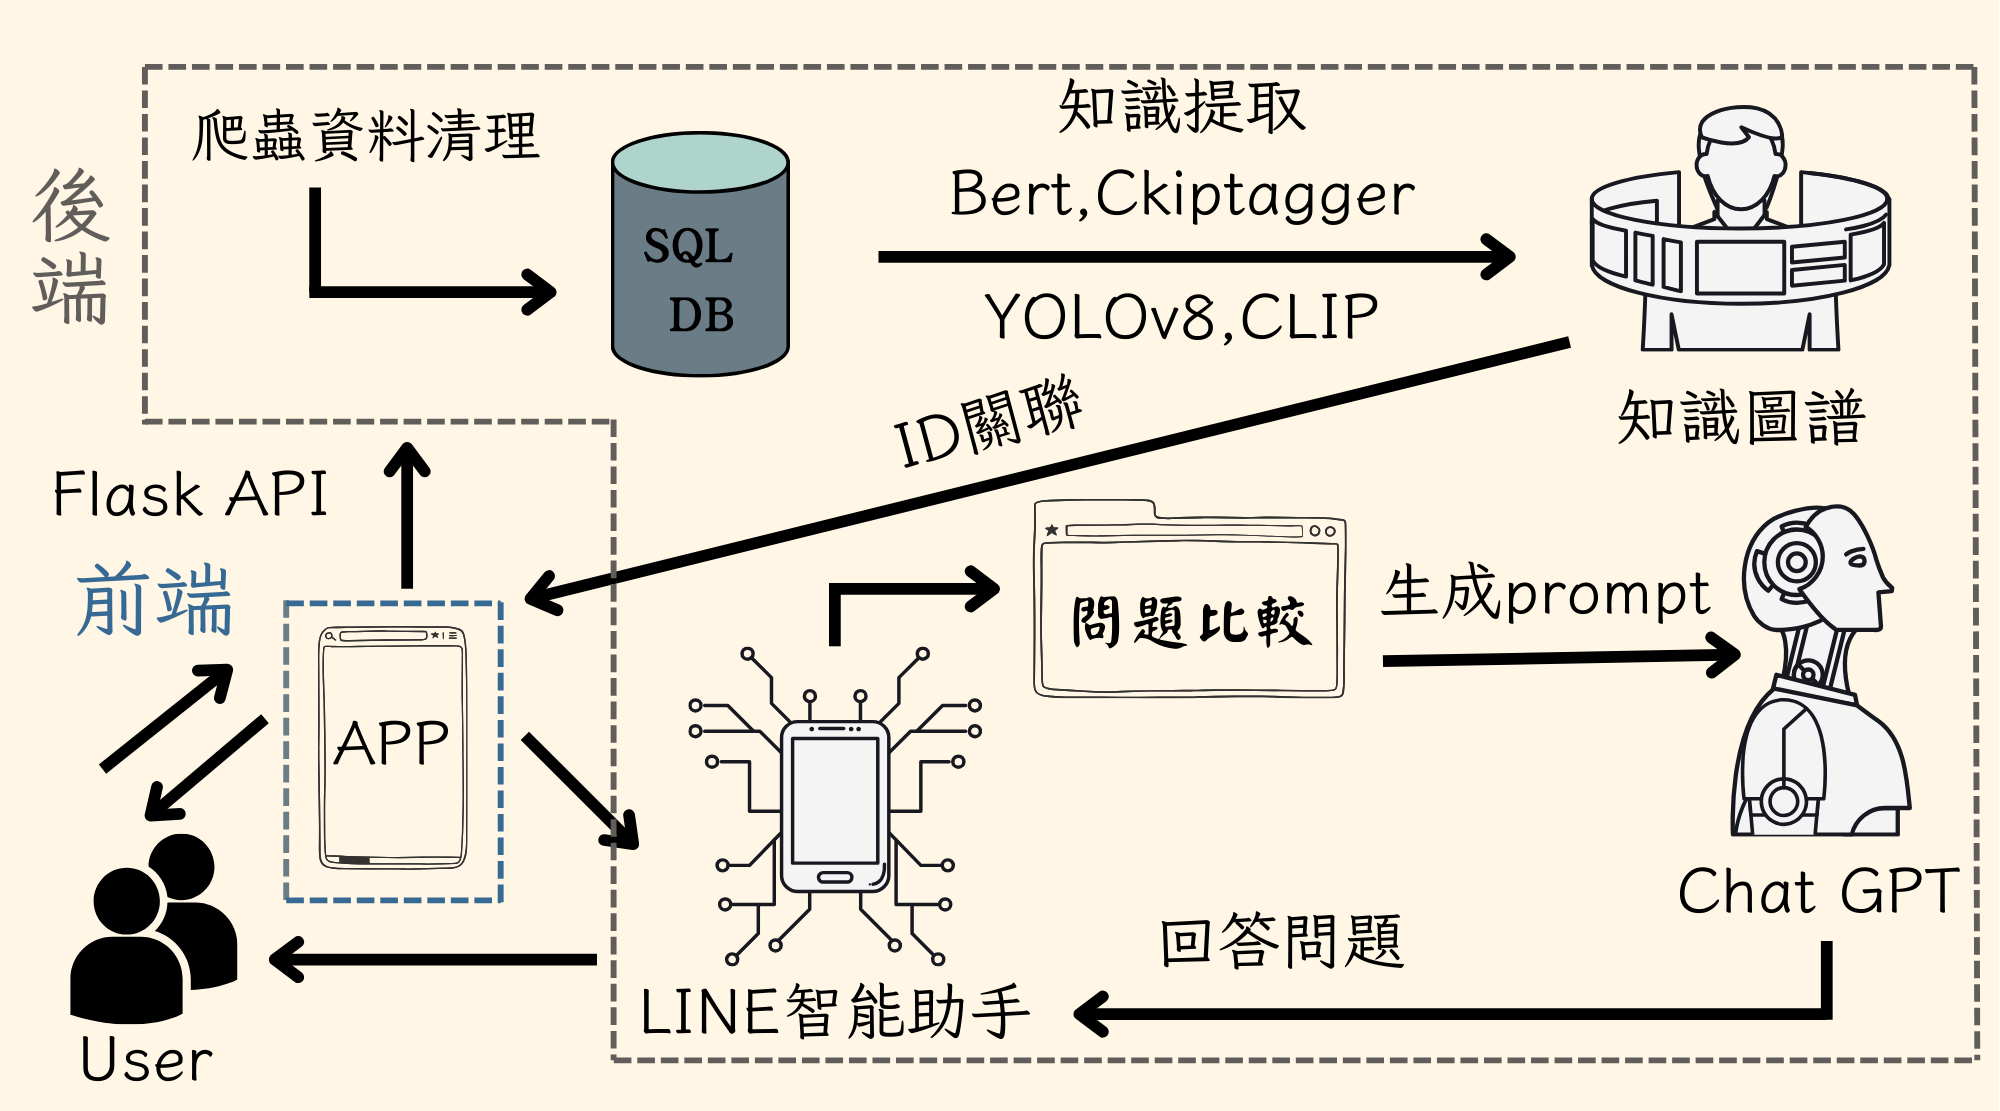 後端
爬蟲資料清理
SQL
DB
知識提取
Bert,Ckiptagger
YOLOv8,CLIP
知識圖譜
ID關聯
Flask API
前端
APP
問題比較
生成prompt
Chat GPT
回答問題
LINE智能助手
User